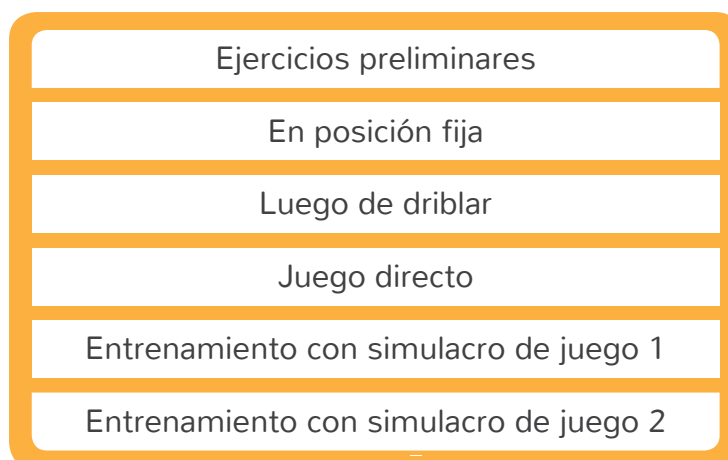 Ejercicios preliminares
En posición fija
Luego de driblar
Juego directo
Entrenamiento con simulacro de juego 1
Entrenamiento con simulacro de juego 2